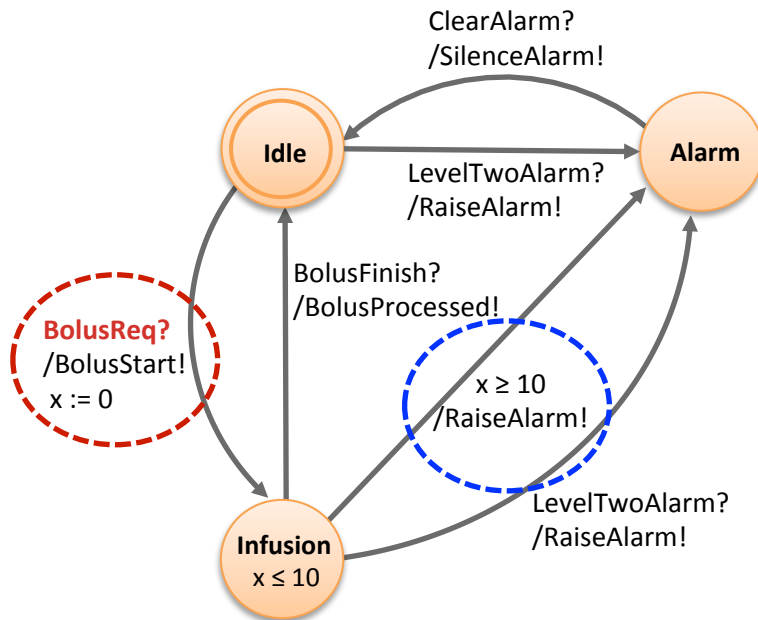 ClearAlarm?
/SilenceAlarm!
Idle
Alarm
LevelTwoAlarm?
/RaiseAlarm!
BolusFinish?
/BolusProcessed!
BolusReq?
/BolusStart!
x := 0
x ≥ 10
/RaiseAlarm!
LevelTwoAlarm?
/RaiseAlarm!
Infusion
x ≤ 10